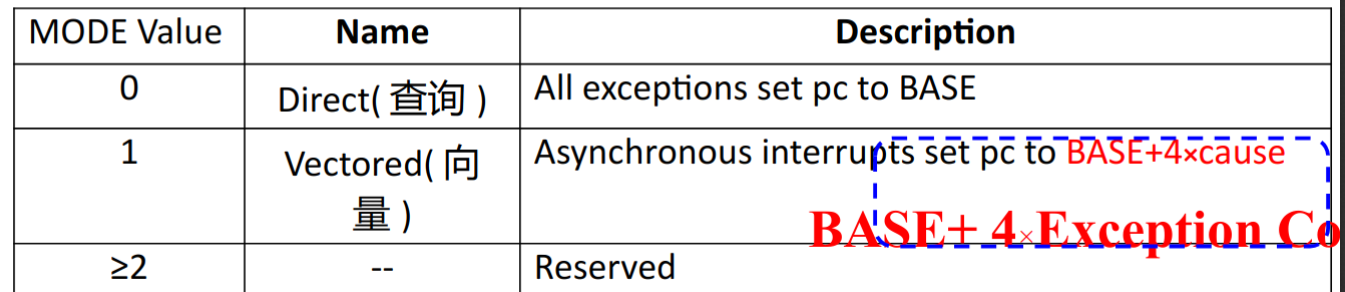 MODE Value Name Description
0 Direct( 查询 ) All exceptions set pc to BASE
1 Vectored( 向 Asynchronous interrupts set pc to BASE+4×cause
量 ) BASE+ 4×Exception Co
≥2 -- Reserved